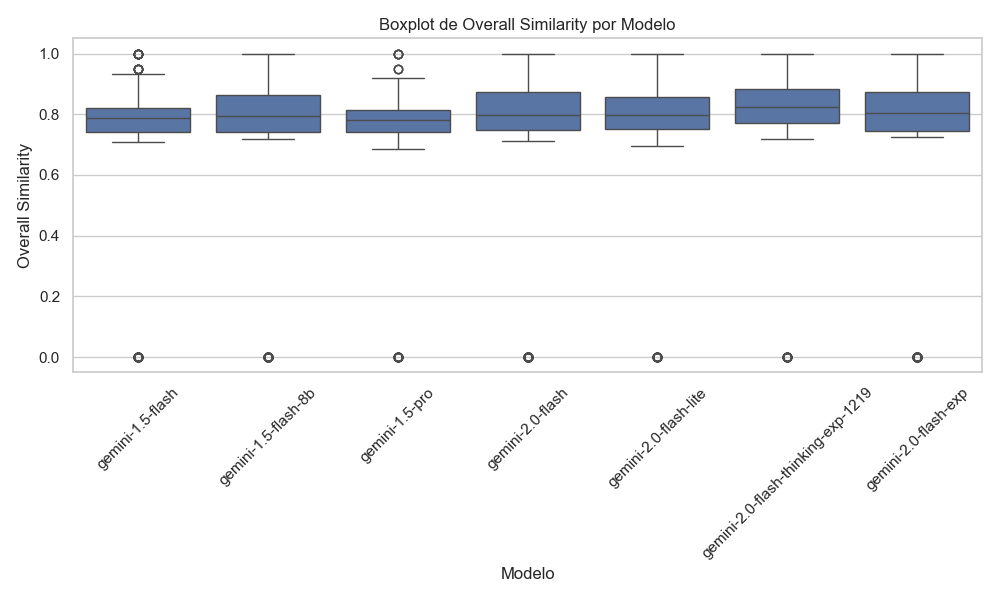 Boxplot de Overall Similarity por Modelo
Overall Similarity
1.0
0.8
0.6
0.4
0.2
0.0
gemini-1.5-flash
gemini-1.5-flash-8b
gemini-1.5-pro
gemini-2.0-flash
gemini-2.0-flash-lite
gemini-2.0-flash-thinking-exp-1219
gemini-2.0-flash-exp
Modelo